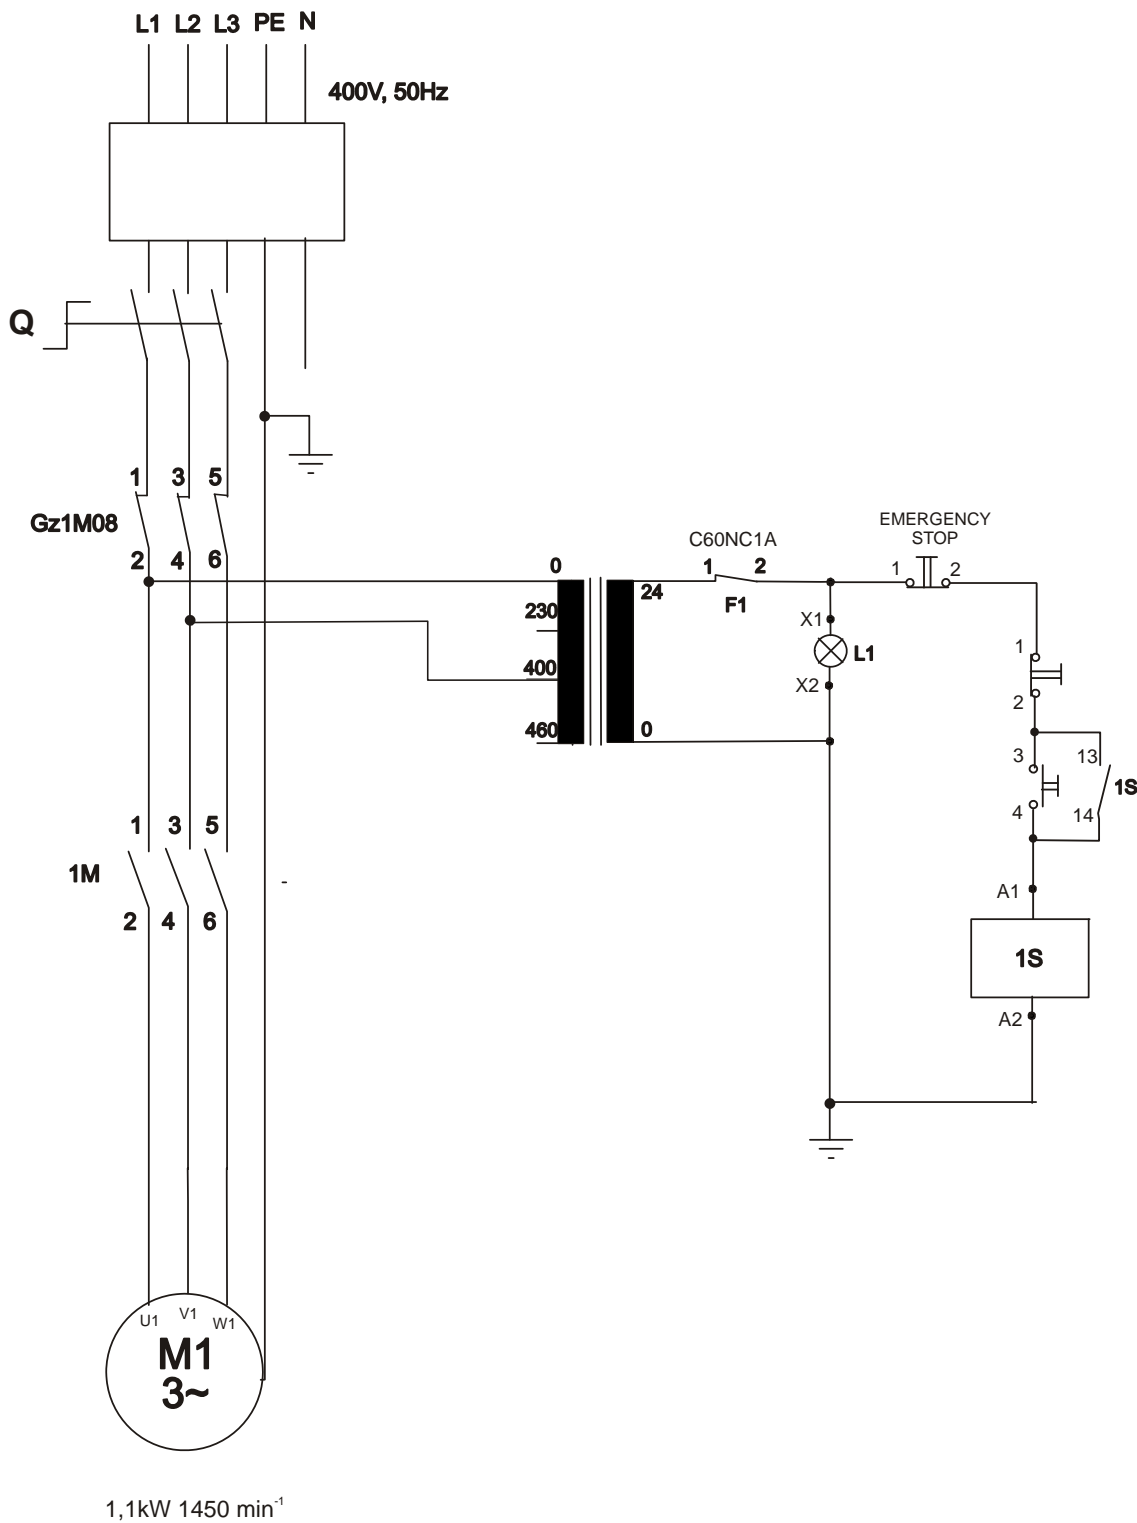 L1 L2 L3 PE N
400V, 50Hz
Q
1 3 5
Gz1M08
2 4 6
EMERGENCY
STOP
C60NC1A
0
1 2
1 2
24
F1
230
X1
L1
400
X2
460
0
1
2
3
13
1S
4
14
1 3 5
1M
-
2 4 6
A1
1S
A2
U1 V1 W1
M1
3~
1,1kW 1450 min⁻¹